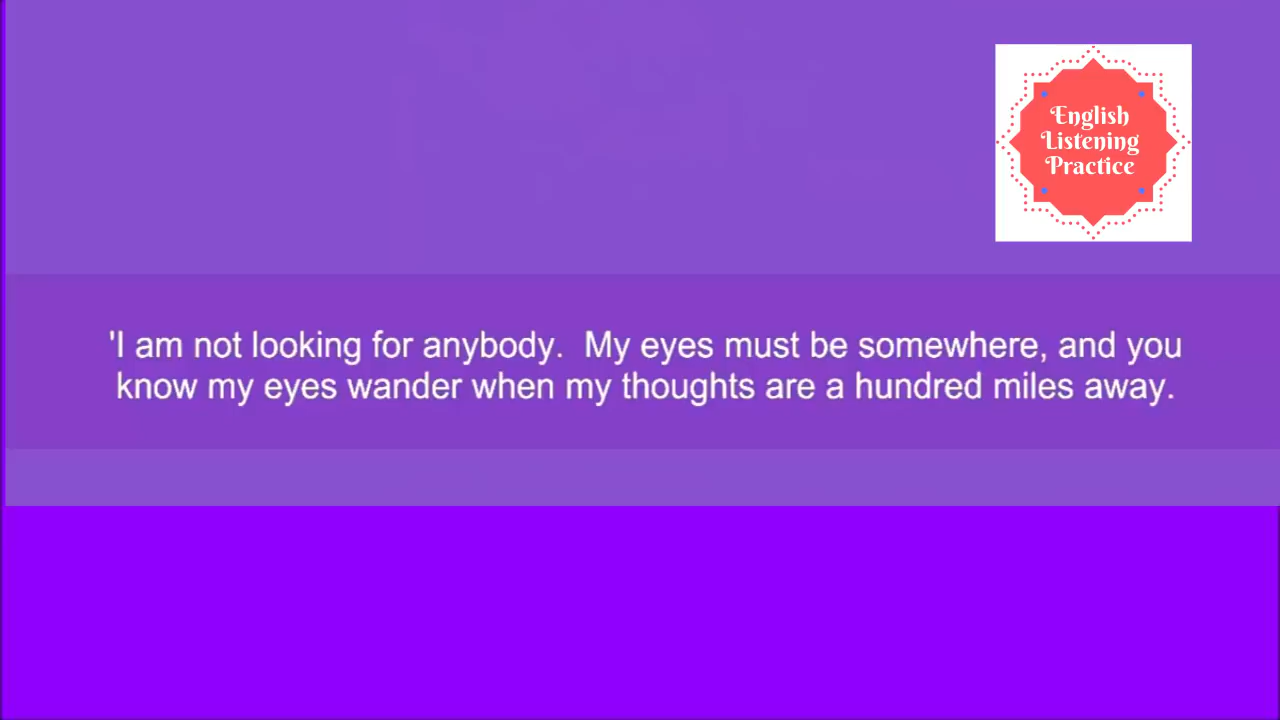 English
Listening
Practice
'I am not looking for anybody.  My eyes must be somewhere, and you
know my eyes wander when my thoughts are a hundred miles away.